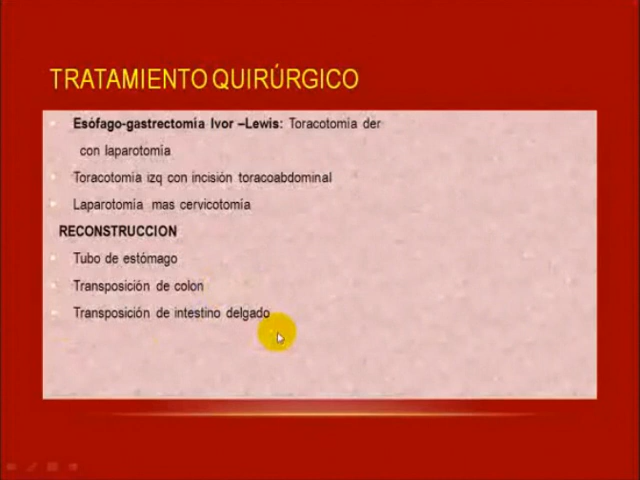 TRATAMIENTO QUIRÚRGICO
Esófago-gastrectomía Ivor –Lewis: Toracotomía der
con laparotomía
Toracotomía izq con incisión toracoabdominal
Laparotomía mas cervicotomía
RECONSTRUCCION
Tubo de estómago
Transposición de colon
Transposición de intestino delgado